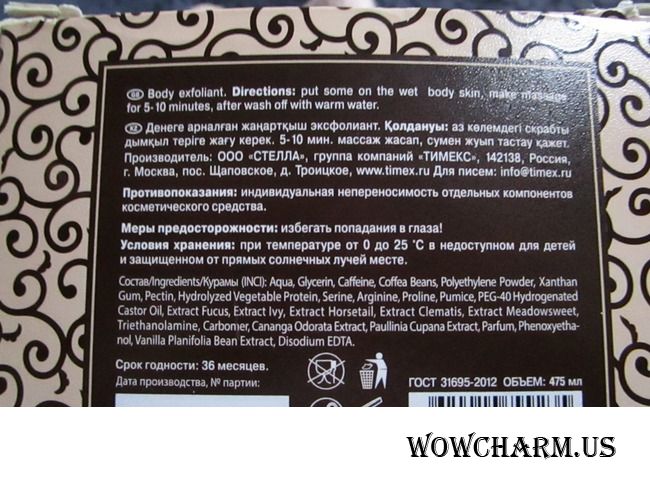 GB Body exfoliant. Directions: put some on the wet body skin, make massage
for 5-10 minutes, after wash off with warm water.
KZ Денеге арналған жаңартқыш эксфолиант. Қолдануы: аз көлемдегі скрабты
дымқыл теріге жағу керек. 5-10 мин. массаж жасап, сумен жуып тастау қажет.
Производитель: ООО «СТЕЛЛА», группа компаний «ТИМЕКС», 142138, Россия,
г. Москва, пос. Щаповское, д. Троицкое, www.timex.ru Для писем: info@timex.ru
Противопоказания: индивидуальная непереносимость отдельных компонентов
косметического средства.
Меры предосторожности: избегать попадания в глаза!
Условия хранения: при температуре от 0 до 25 °C в недоступном для детей
и защищенном от прямых солнечных лучей месте.
Состав/Ingredients/Курамы (INCI): Aqua, Glycerin, Caffeine, Coffea Beans, Polyethylene Powder, Xanthan
Gum, Pectin, Hydrolyzed Vegetable Protein, Serine, Arginine, Proline, Pumice, PEG-40 Hydrogenated
Castor Oil, Extract Fucus, Extract Ivy, Extract Horsetail, Extract Clematis, Extract Meadowsweet,
Triethanolamine, Carbomer, Cananga Odorata Extract, Paullinia Cupana Extract, Parfum, Phenoxyetha-
nol, Vanilla Planifolia Bean Extract, Disodium EDTA.
Срок годности: 36 месяцев.
Дата производства, № партии:
ГОСТ 31695-2012 ОБЪЕМ: 475 мл
WOWCHARM.US